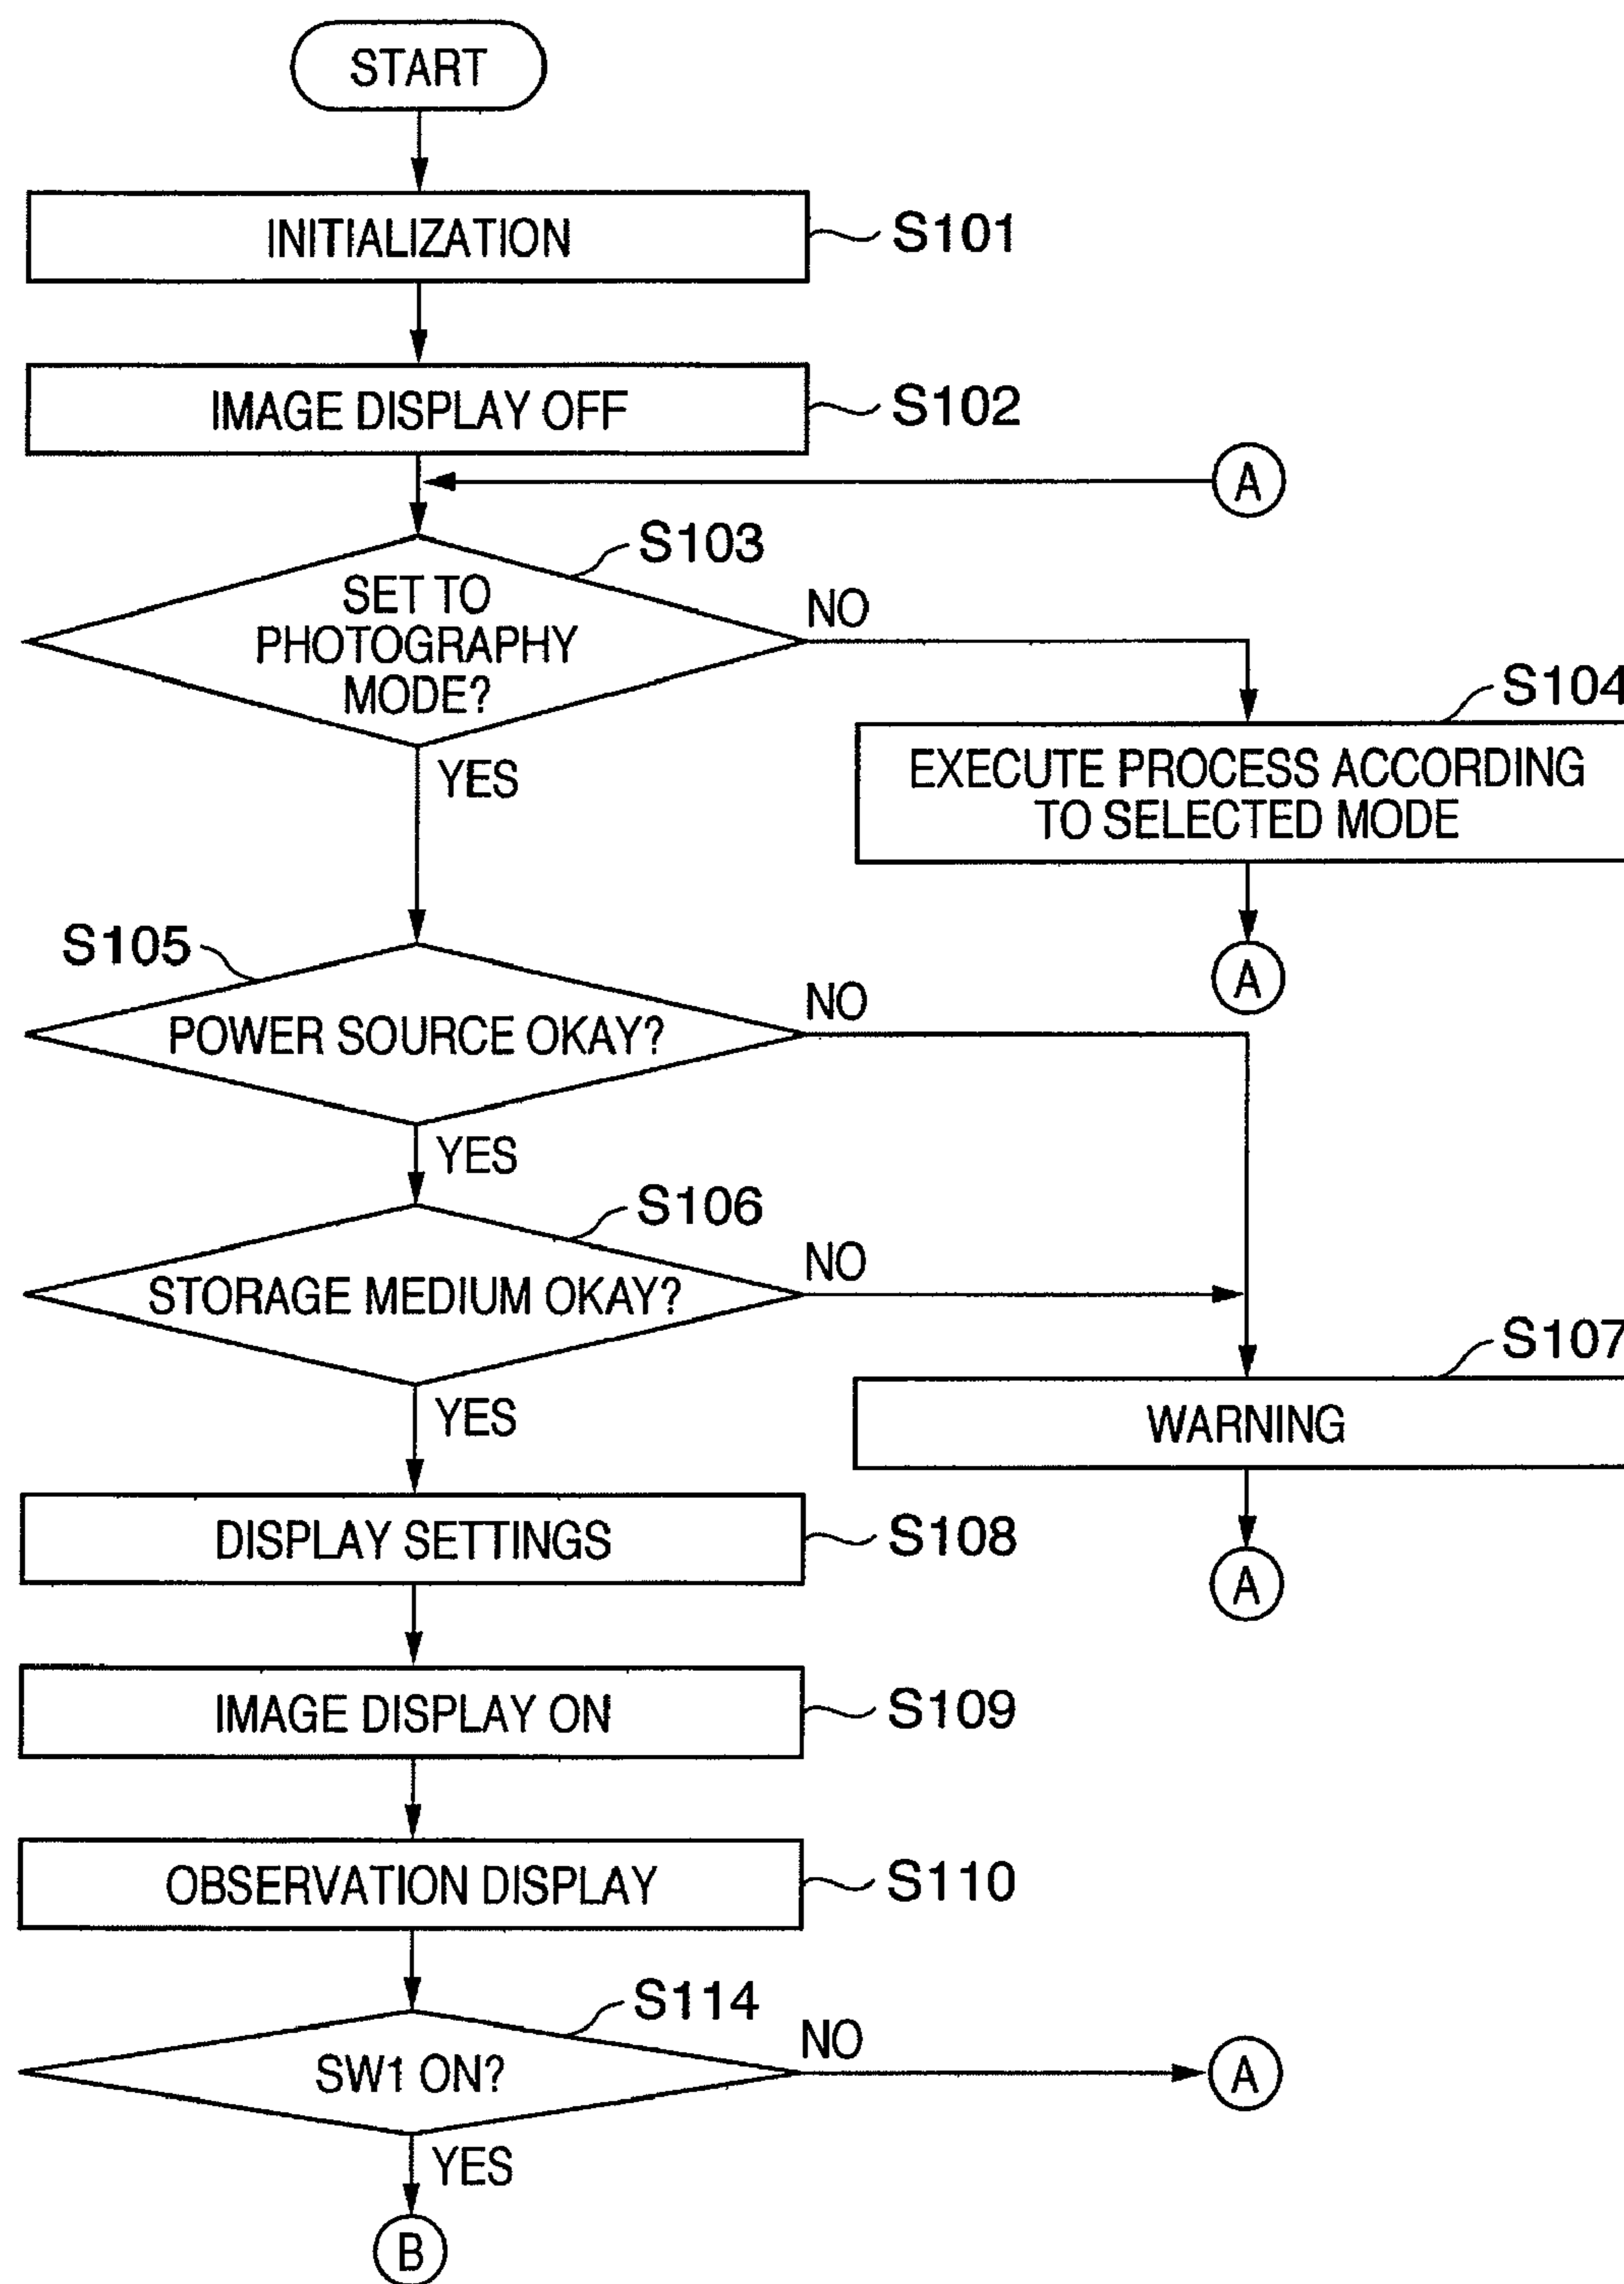 START
INITIALIZATION
S101
IMAGE DISPLAY OFF
S102
A
S103
SET TO
PHOTOGRAPHY
MODE?
NO
YES
S104
EXECUTE PROCESS ACCORDING
TO SELECTED MODE
A
S105
POWER SOURCE OKAY?
NO
YES
S106
STORAGE MEDIUM OKAY?
NO
YES
S107
WARNING
A
DISPLAY SETTINGS
S108
IMAGE DISPLAY ON
S109
OBSERVATION DISPLAY
S110
S114
SW1 ON?
NO
A
YES
B